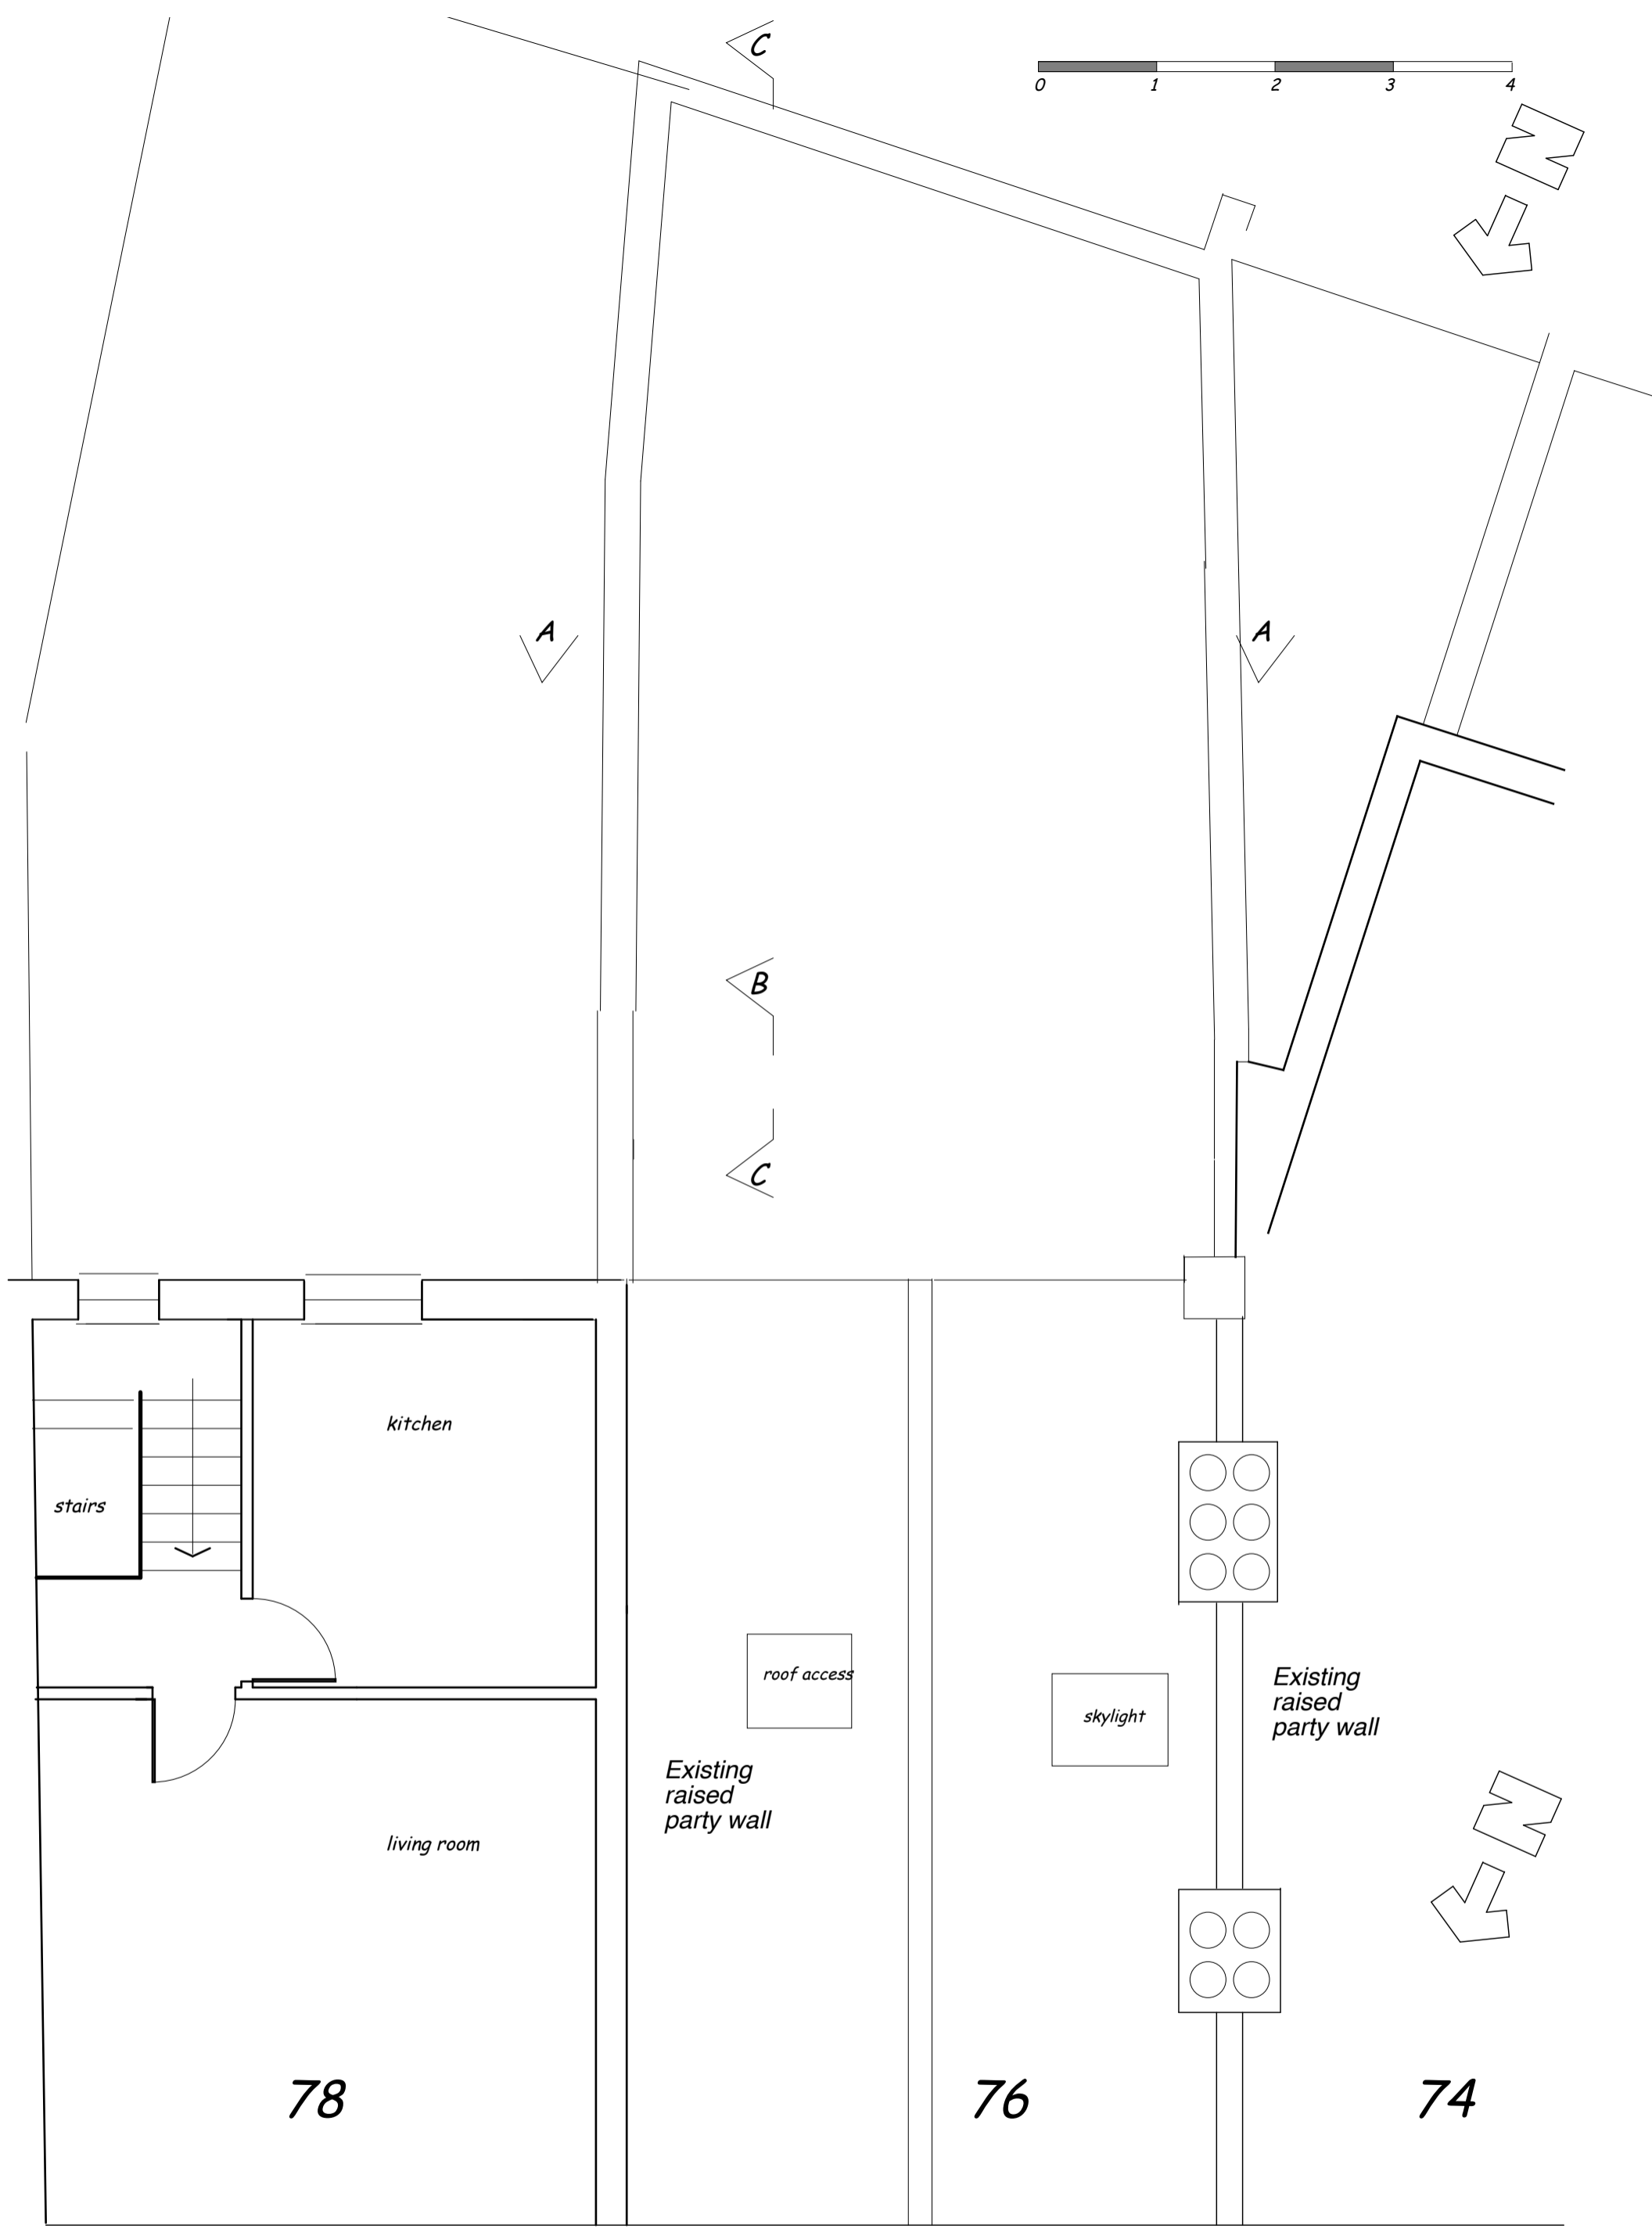 C
0 1 2 3 4
N
A A
B
C
kitchen
stairs
roof access
skylight
Existing
raised
party wall
Existing
raised
party wall
living room
N
78 76 74